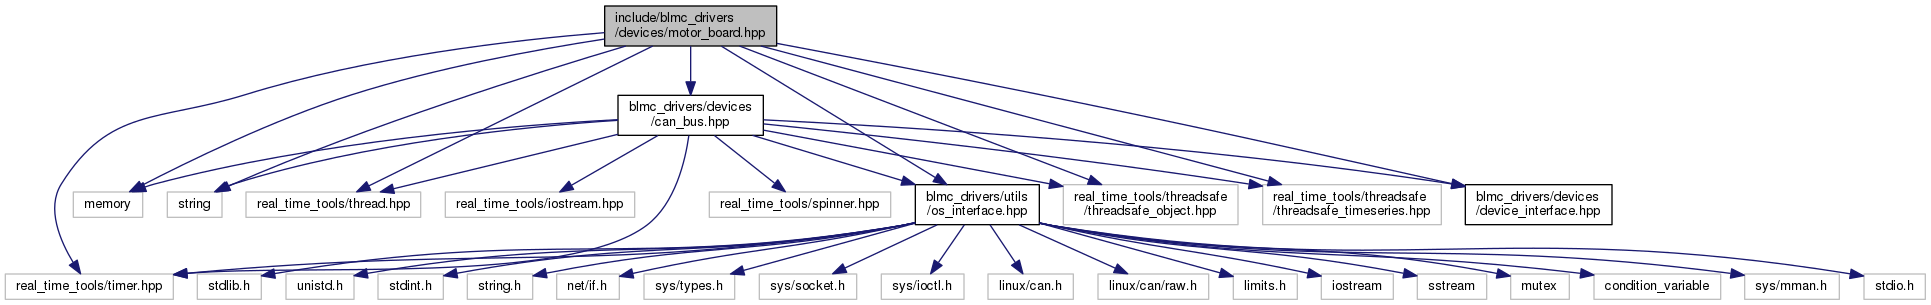 include/blmc_drivers
/devices/motor_board.hpp
blmc_drivers/devices
/can_bus.hpp
memory
string
real_time_tools/thread.hpp
real_time_tools/iostream.hpp
real_time_tools/spinner.hpp
blmc_drivers/utils
/os_interface.hpp
real_time_tools/threadsafe
/threadsafe_object.hpp
real_time_tools/threadsafe
/threadsafe_timeseries.hpp
blmc_drivers/devices
/device_interface.hpp
real_time_tools/timer.hpp
stdlib.h
unistd.h
stdint.h
string.h
net/if.h
sys/types.h
sys/socket.h
sys/ioctl.h
linux/can.h
linux/can/raw.h
limits.h
iostream
sstream
mutex
condition_variable
sys/mman.h
stdio.h